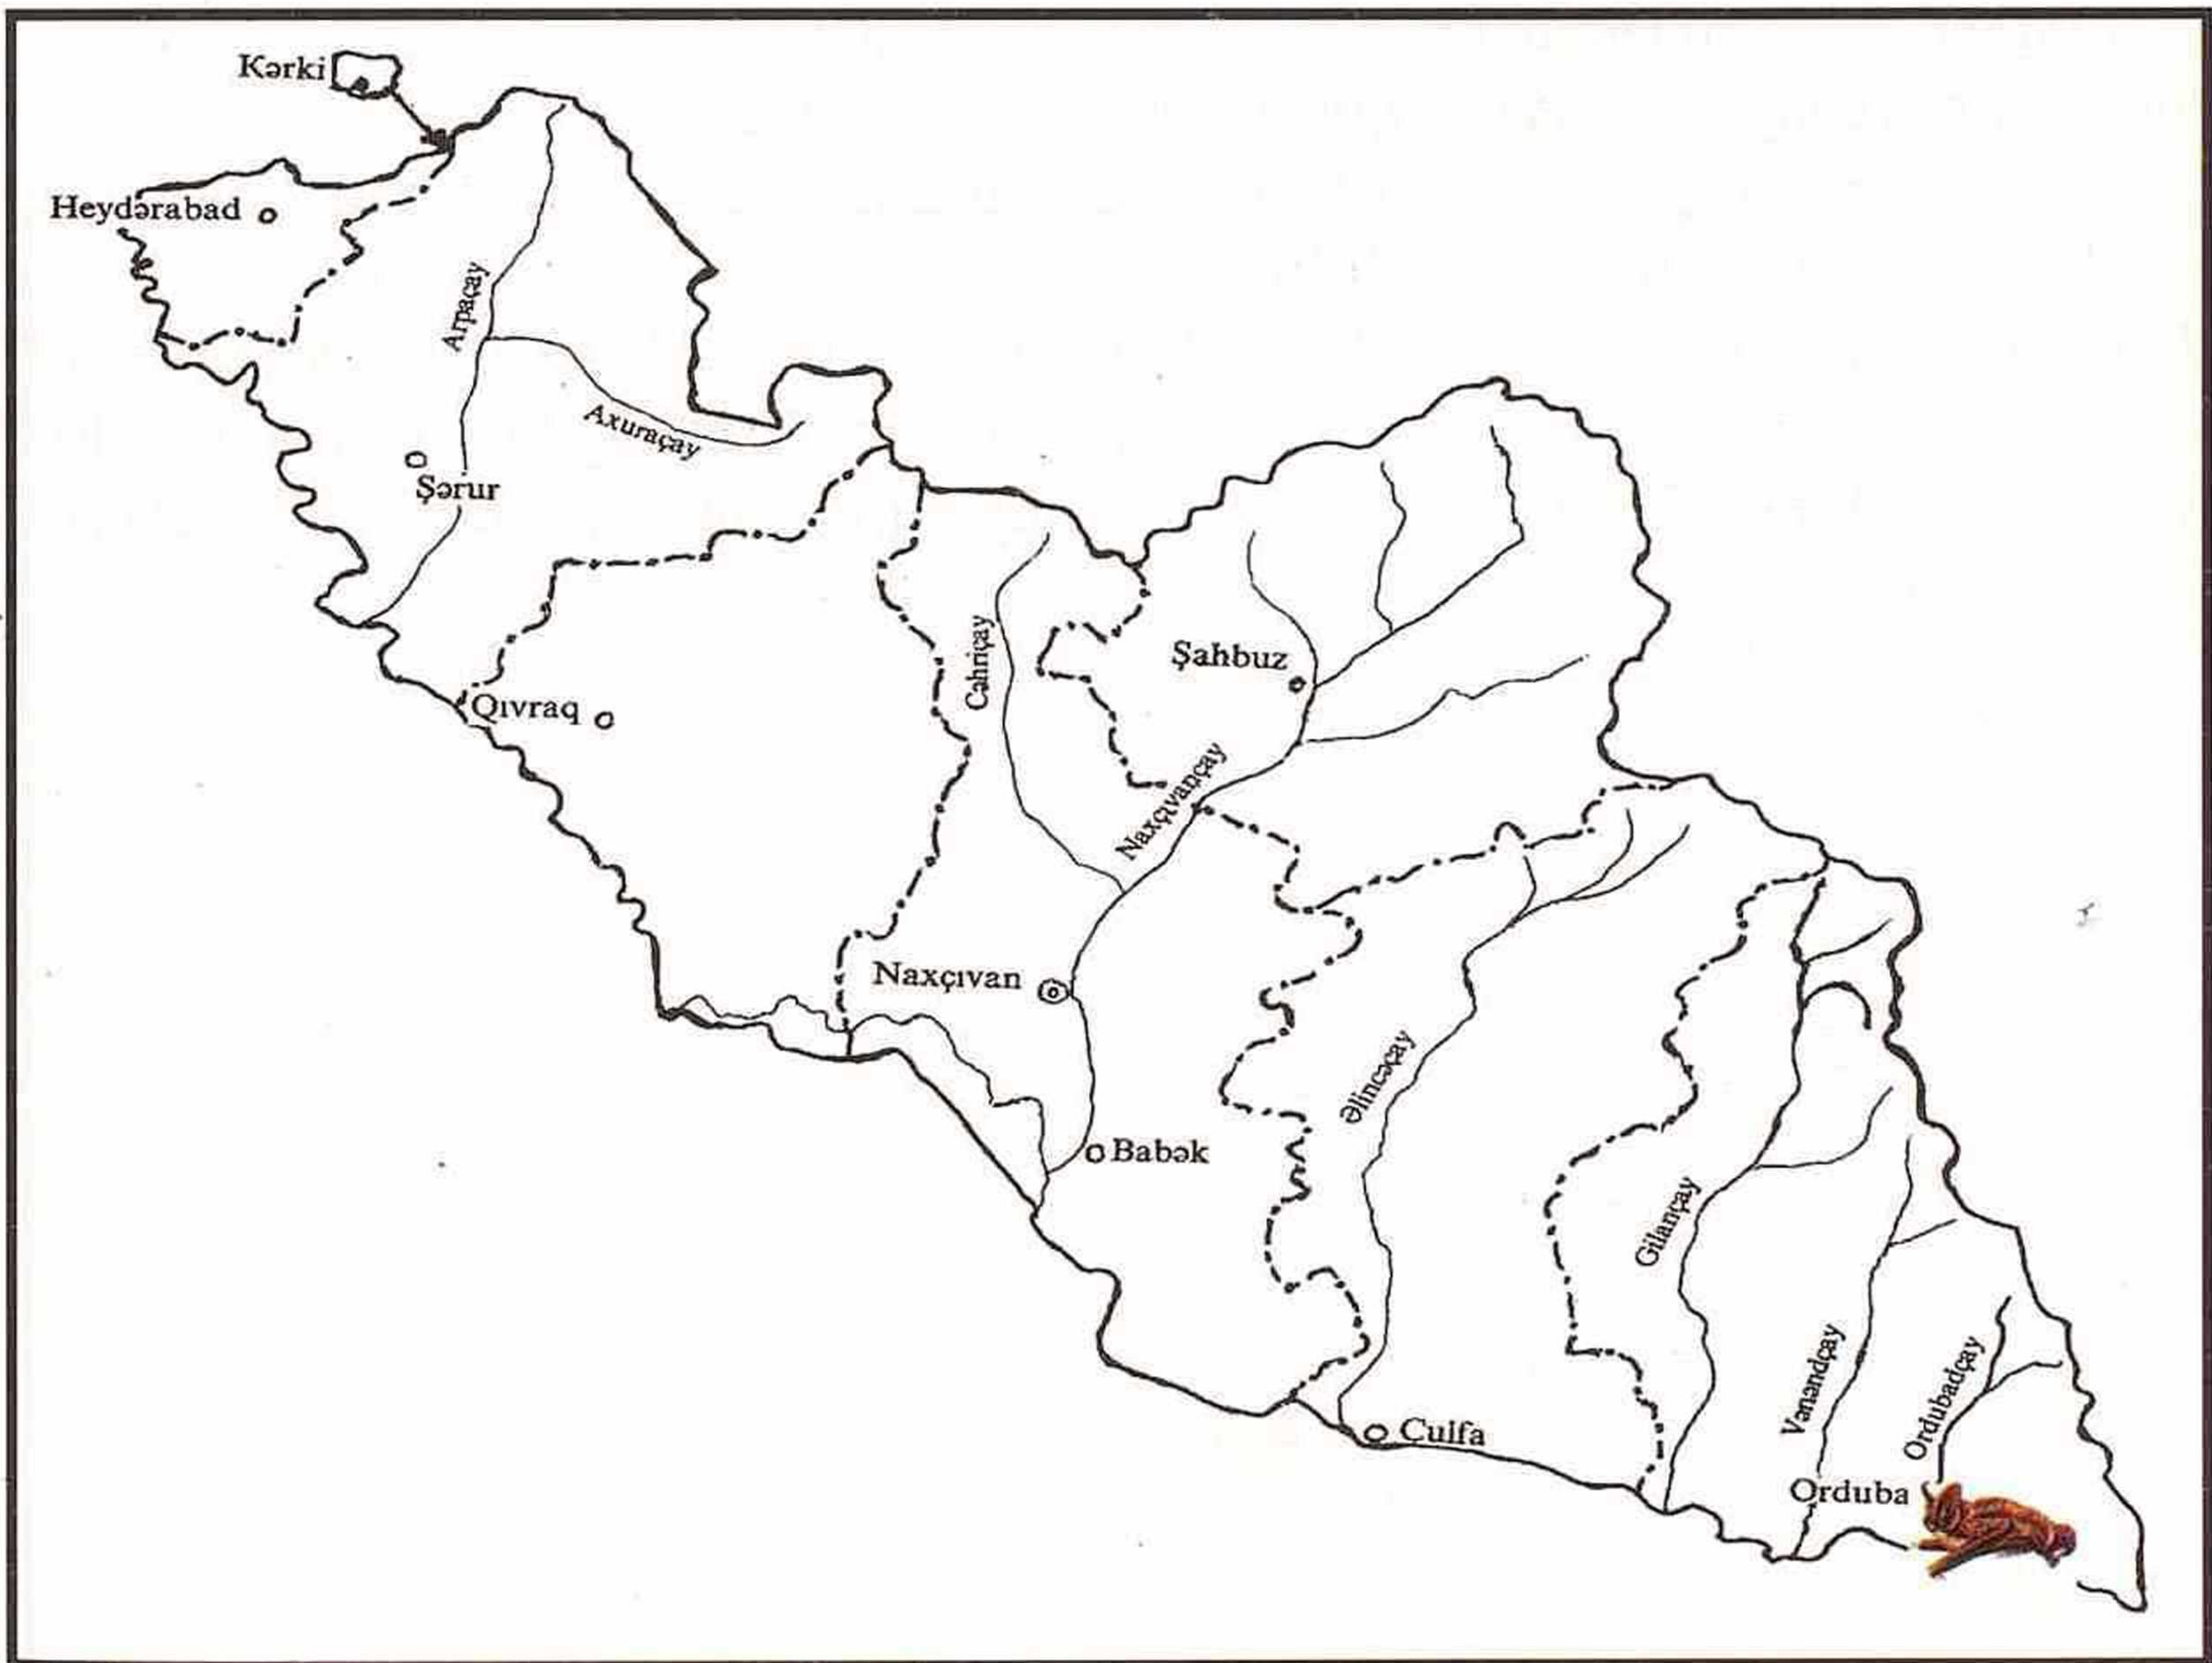 Kərki
Heydərabad
Arpaçay
Axuraçay
Şərur
Qıvraq
Cəhriçay
Şahbuz
Naxçıvançay
Naxçıvan
Babək
Əlincəçay
Culfa
Gilançay
Vənəndçay
Ordubadçay
Orduba